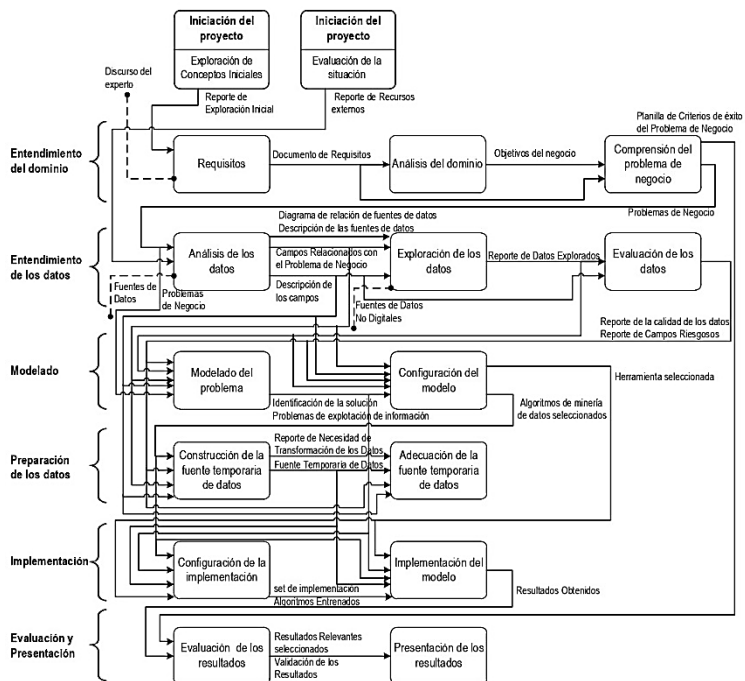 Iniciación del
proyecto
Exploración de
Conceptos Iniciales
Iniciación del
proyecto
Evaluación de la
situación
Discurso del
experto
Reporte de
Exploración Inicial
Reporte de Recursos
externos
Planilla de Criterios de éxito
del Problema de Negocio
Entendimiento
del dominio
Requisitos
Documento de Requisitos
Análisis del dominio
Objetivos del negocio
Comprensión del
problema de
negocio
Problemas de Negocio
Diagrama de relación de fuentes de datos
Descripción de las fuentes de datos
Entendimiento
de los datos
Análisis de los
datos
Campos Relacionados con
el Problema de Negocio
Descripción de
los campos
Exploración de
los datos
Reporte de Datos Explorados
Evaluación de
los datos
Fuentes de
Datos
Problemas
de Negocio
Fuentes de Datos
No Digitales
Reporte de la calidad de los datos
Reporte de Campos Riesgosos
Modelado
Modelado del
problema
Configuración del
modelo
Herramienta seleccionada
Identificación de la solución
Problemas de explotación de información
Algoritmos de minería
de datos seleccionados
Preparación
de los datos
Construcción de la
fuente temporaria
de datos
Reporte de Necesidad de
Transformación de los Datos
Fuente Temporaria de Datos
Adecuación de la
fuente temporaria
de datos
Implementación
Configuración de la
implementación
set de implementación
Algoritmos Entrenados
Implementación del
modelo
Resultados Obtenidos
Evaluación y
Presentación
Evaluación de los
resultados
Resultados Relevantes
seleccionados
Validación de los
Resultados
Presentación de los
resultados